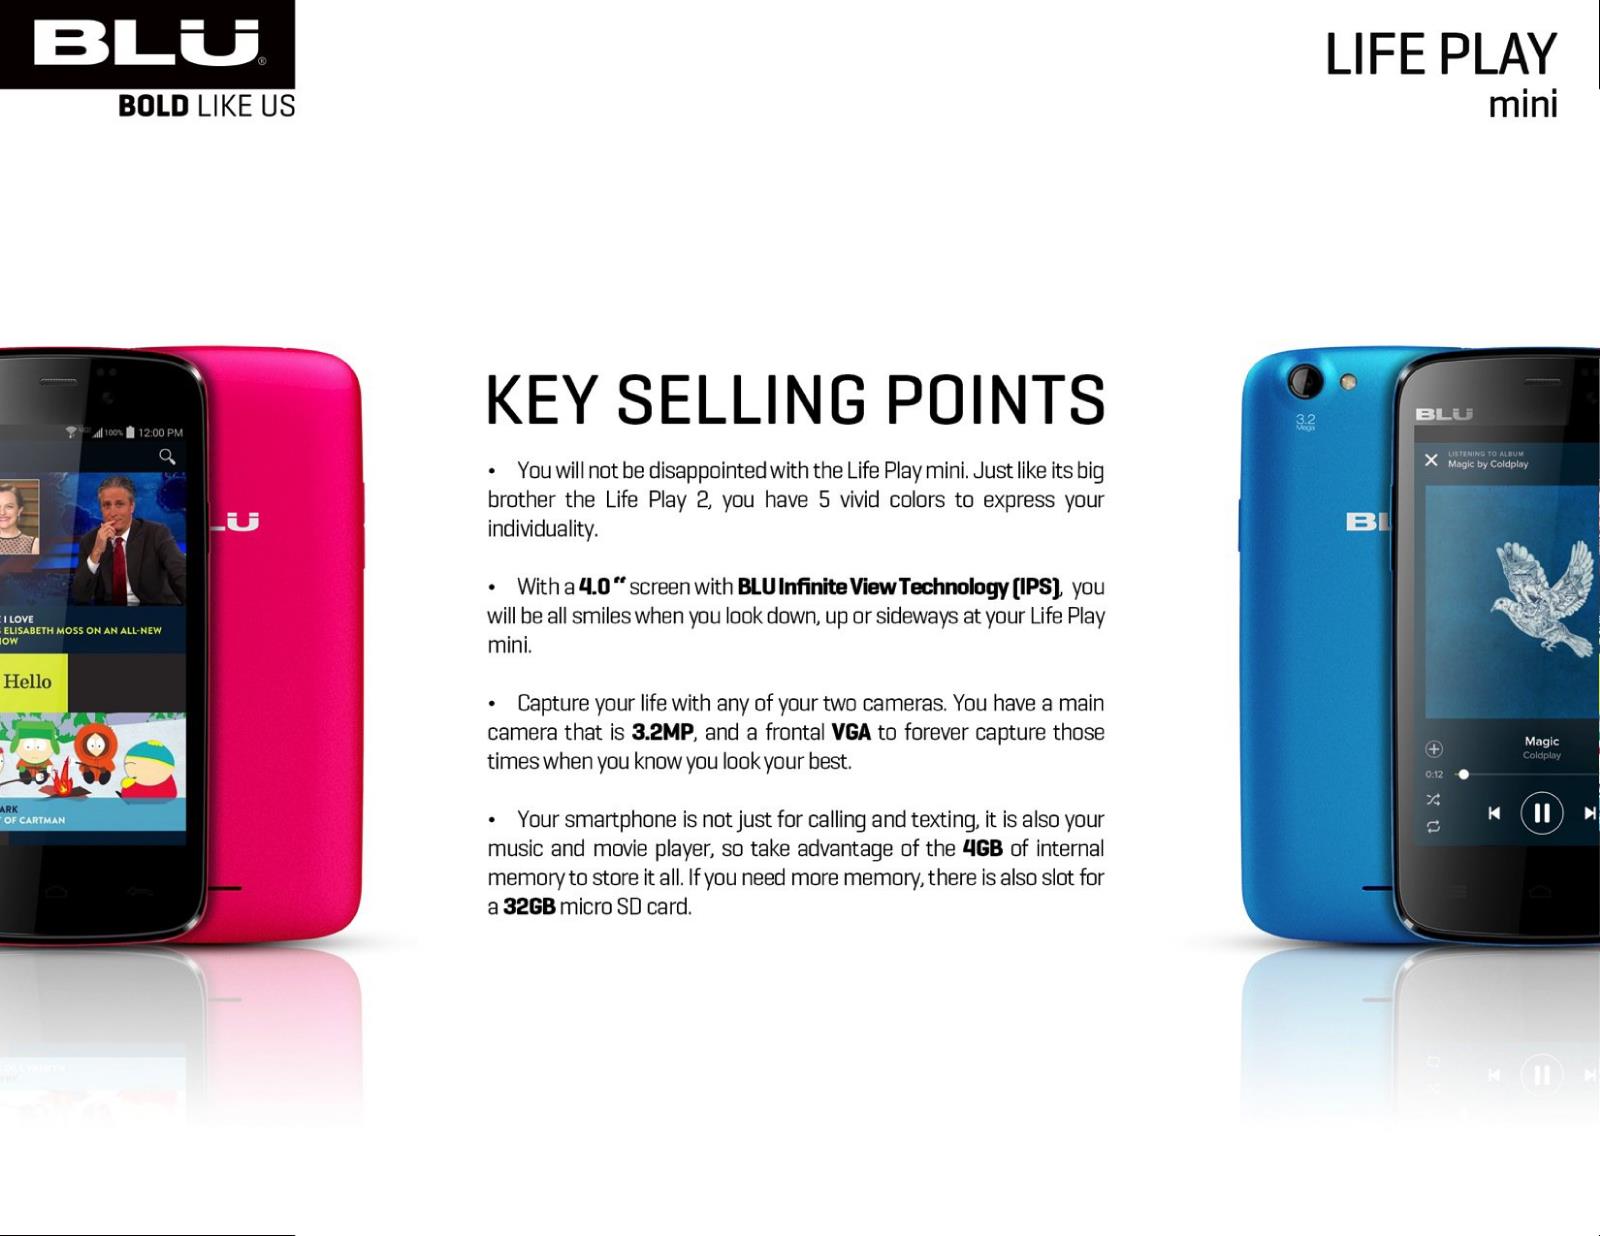 BLU®
BOLD LIKE US
LIFE PLAY
mini
100% 12:00 PM
I LOVE
ELISABETH MOSS ON AN ALL-NEW
OW
Hello
ARK
OF CARTMAN
LU
KEY SELLING POINTS
• You will not be disappointed with the Life Play mini. Just like its big
brother the Life Play 2, you have 5 vivid colors to express your
individuality.
• With a 4.0 “ screen with BLU Infinite View Technology (IPS), you
will be all smiles when you look down, up or sideways at your Life Play
mini.
• Capture your life with any of your two cameras. You have a main
camera that is 3.2MP, and a frontal VGA to forever capture those
times when you know you look your best.
• Your smartphone is not just for calling and texting, it is also your
music and movie player, so take advantage of the 4GB of internal
memory to store it all. If you need more memory, there is also slot for
a 32GB micro SD card.
3.2
Mega
BL
BLU
LISTENING TO ALBUM
Magic by Coldplay
Magic
Coldplay
0:12